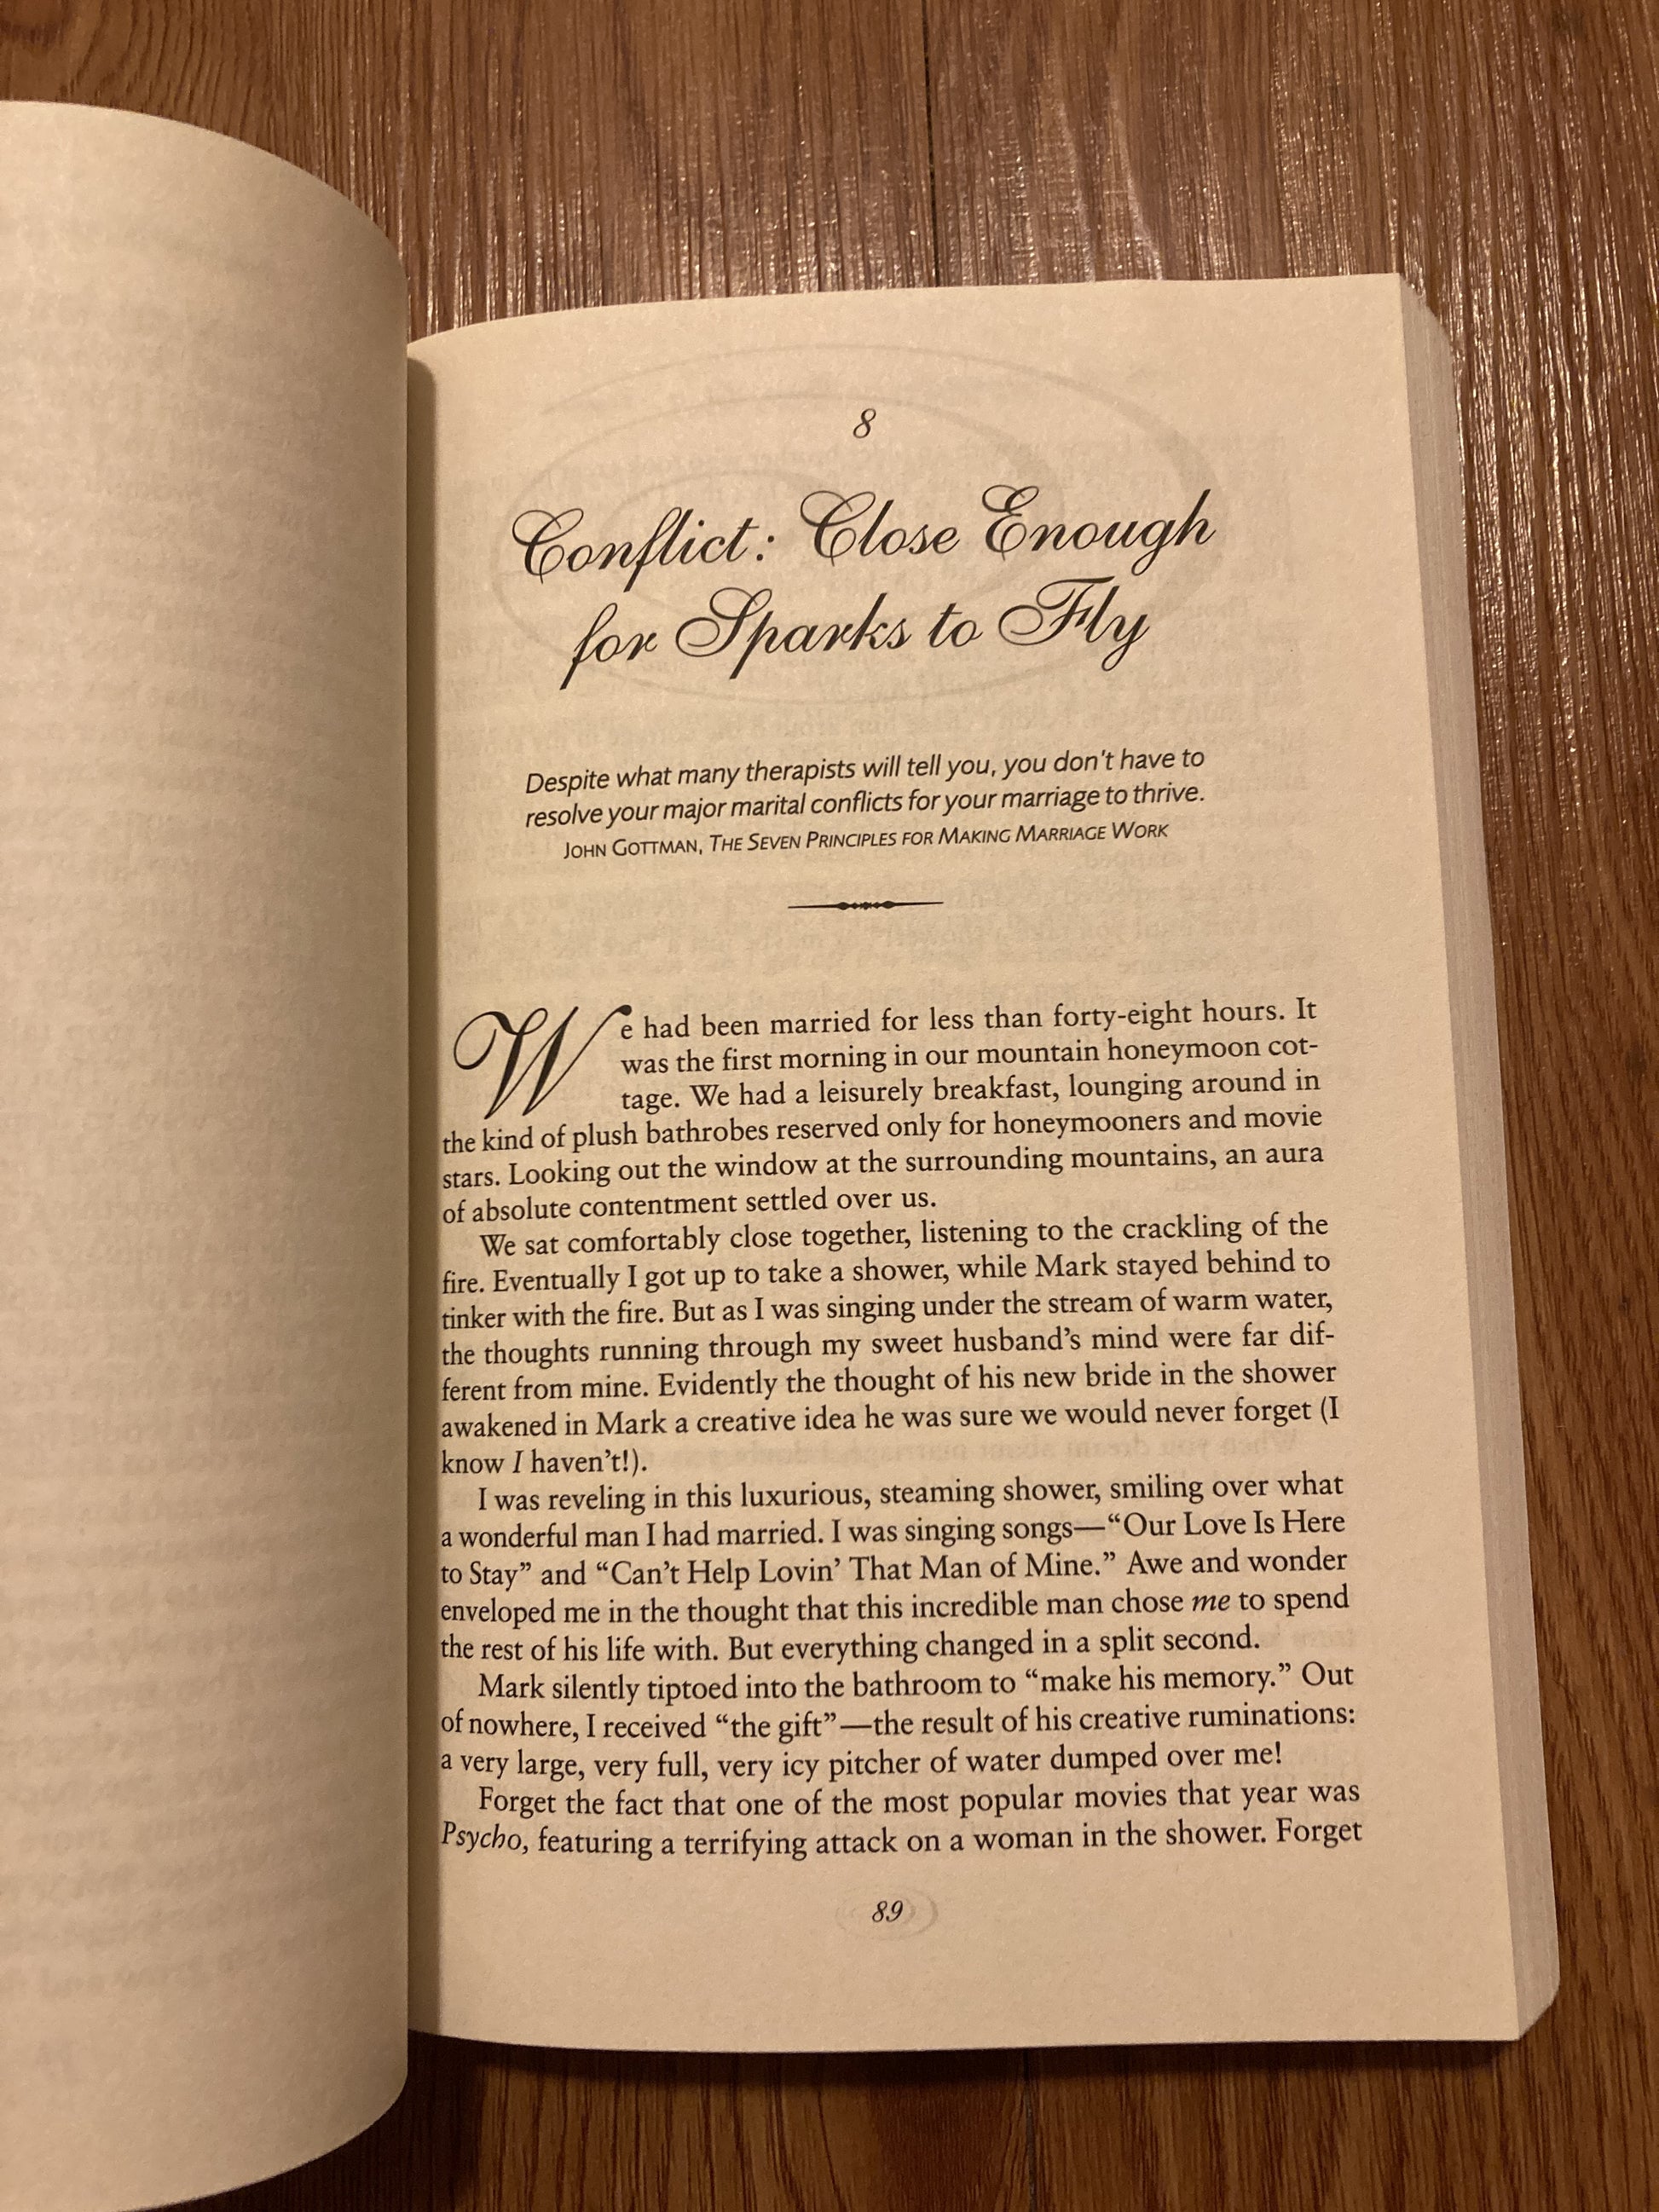 8
Conflict: Close Enough
for Sparks to Fly
Despite what many therapists will tell you, you don't have to
resolve your major marital conflicts for your marriage to thrive.
JOHN GOTTMAN, THE SEVEN PRINCIPLES FOR MAKING MARRIAGE WORK
We had been married for less than forty-eight hours. It
was the first morning in our mountain honeymoon cot-
tage. We had a leisurely breakfast, lounging around in
the kind of plush bathrobes reserved only for honeymooners and movie
stars. Looking out the window at the surrounding mountains, an aura
of absolute contentment settled over us.
We sat comfortably close together, listening to the crackling of the
fire. Eventually I got up to take a shower, while Mark stayed behind to
tinker with the fire. But as I was singing under the stream of warm water,
the thoughts running through my sweet husband’s mind were far dif-
ferent from mine. Evidently the thought of his new bride in the shower
awakened in Mark a creative idea he was sure we would never forget (I
know I haven’t!).
I was reveling in this luxurious, steaming shower, smiling over what
a wonderful man I had married. I was singing songs—“Our Love Is Here
to Stay” and “Can’t Help Lovin’ That Man of Mine.” Awe and wonder
enveloped me in the thought that this incredible man chose me to spend
the rest of his life with. But everything changed in a split second.
Mark silently tiptoed into the bathroom to “make his memory.” Out
of nowhere, I received “the gift”—the result of his creative ruminations:
a very large, very full, very icy pitcher of water dumped over me!
Forget the fact that one of the most popular movies that year was
Psycho, featuring a terrifying attack on a woman in the shower. Forget
89